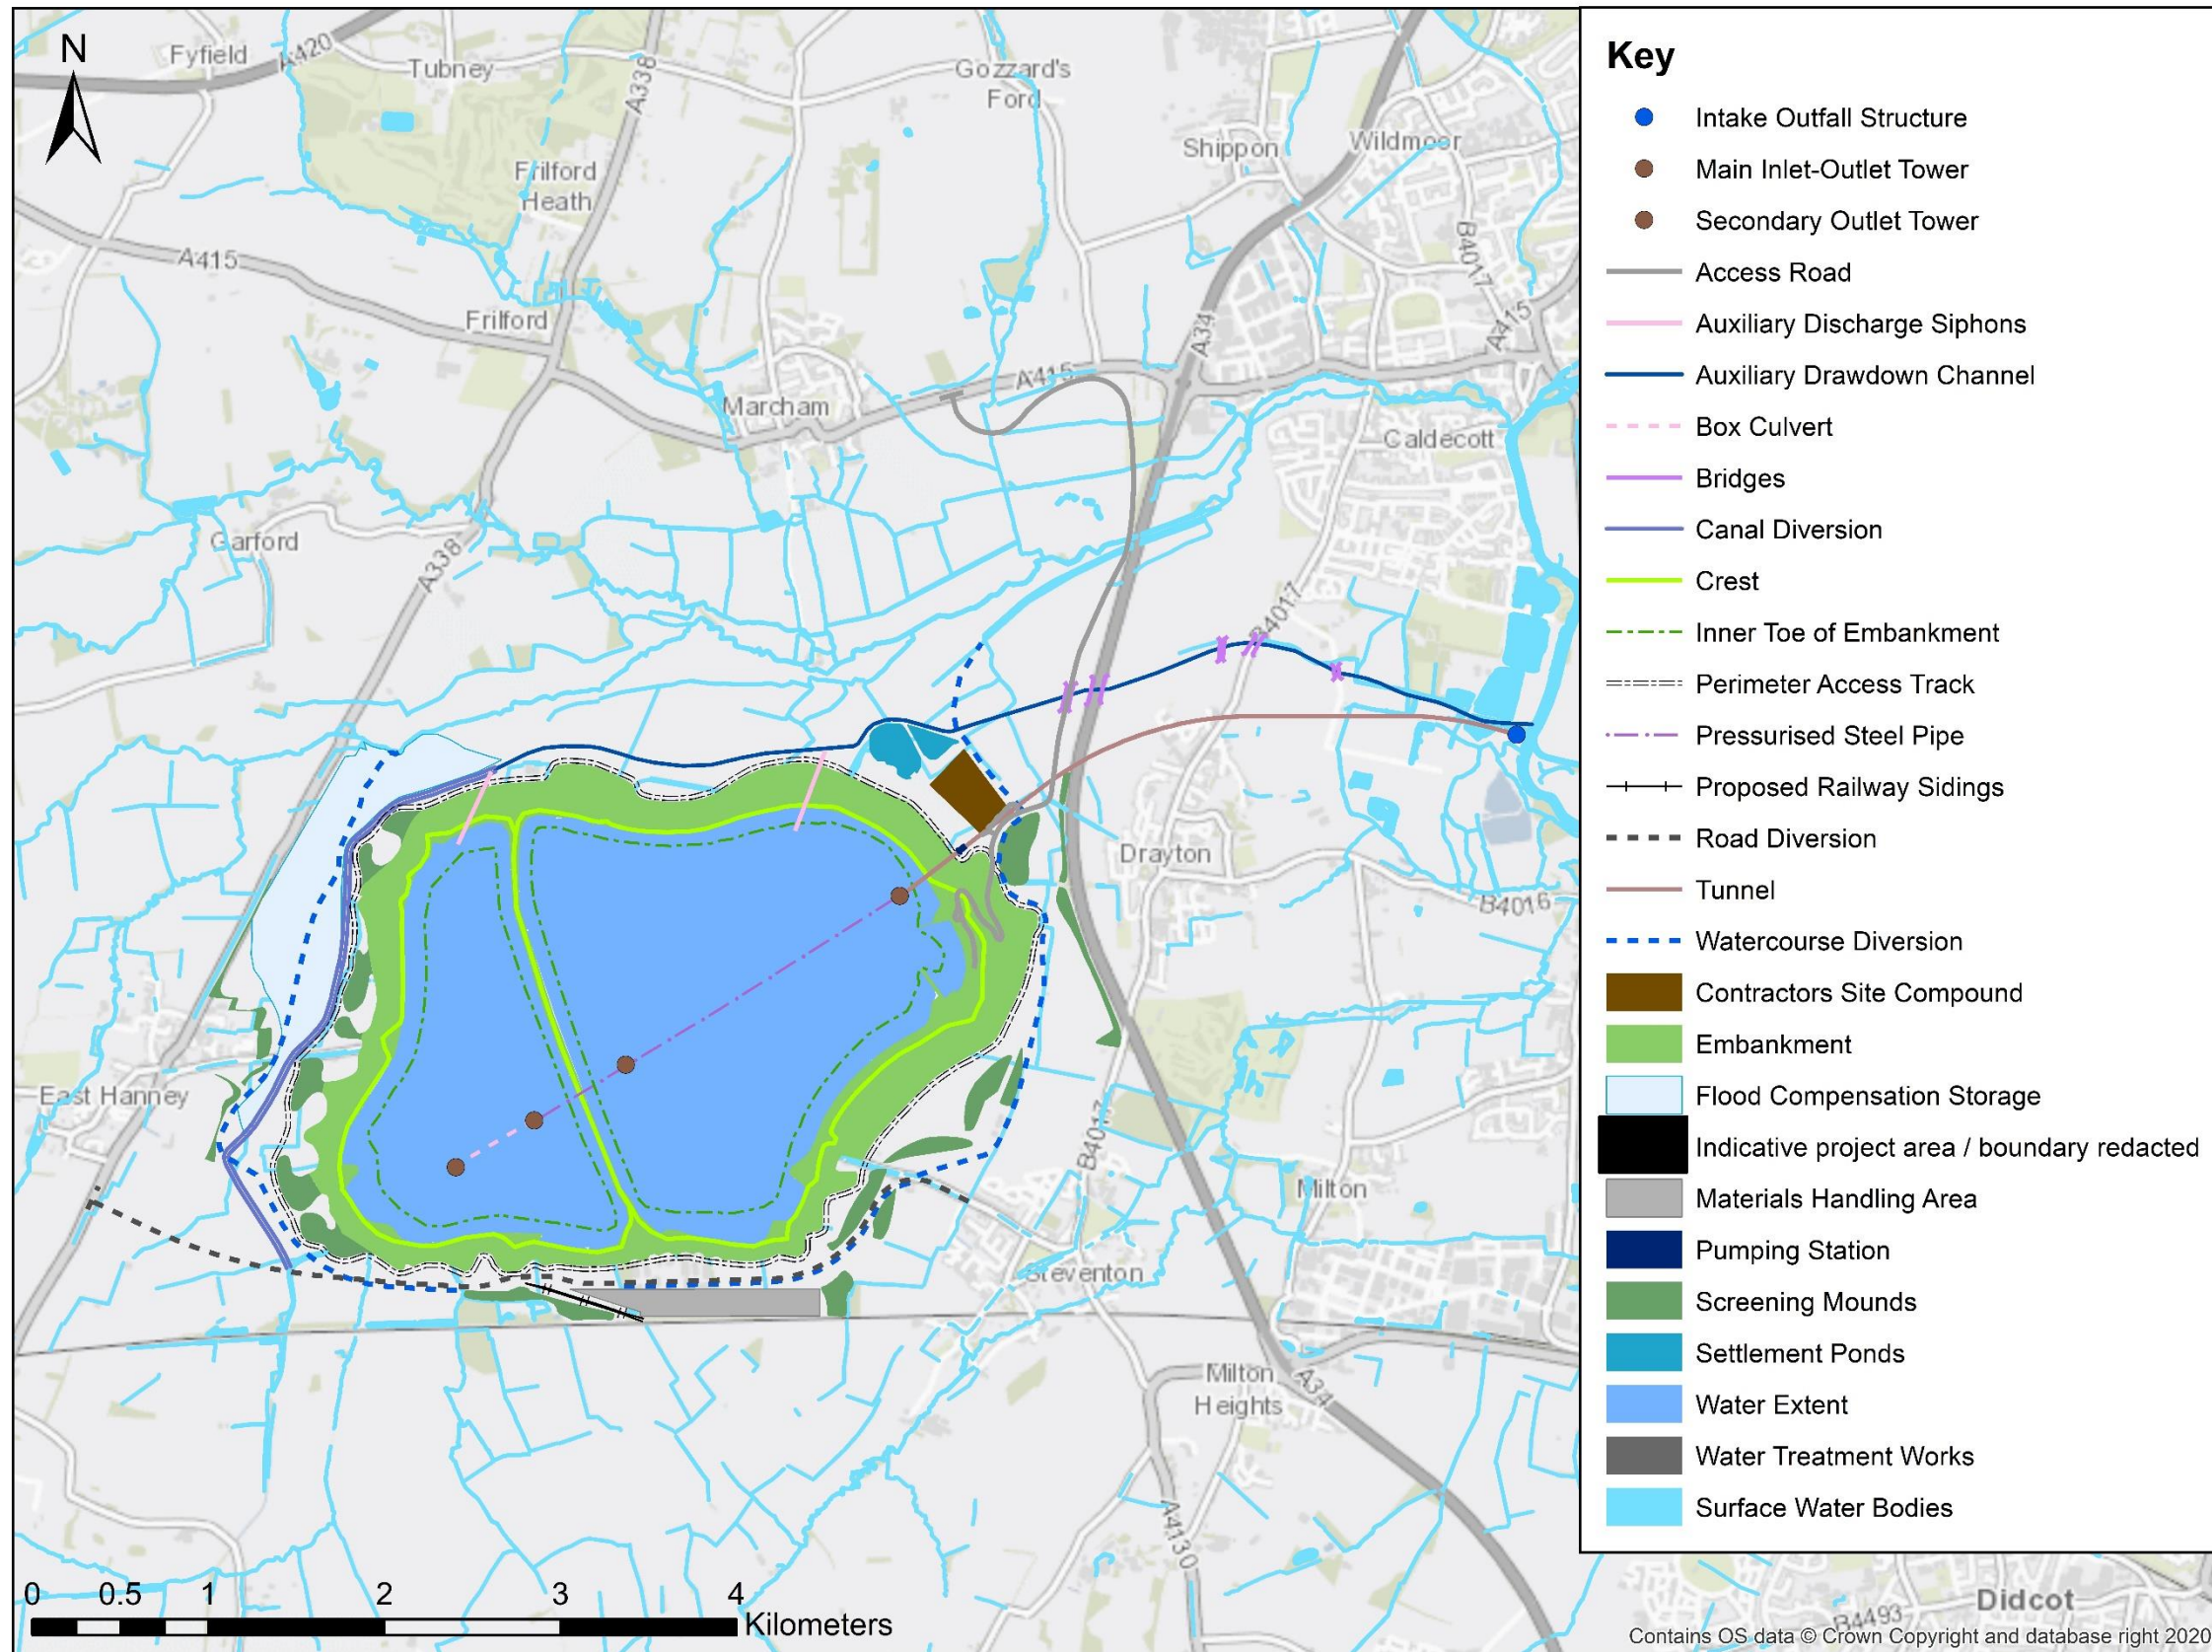 N
Fyfield
A420
Tubney
A338
Gozzard's
Ford
Shippon
Wildmoor
Frilford
Heath
B4017
A415
Frilford
A34
A415
A415
Marcham
Caldecott
Garford
A338
B4017
Drayton
B4016
East Hanney
B4017
Milton
Steventon
Milton
Heights
A34
A4130
0 0.5 1 2 3 4
Kilometers
Key
Intake Outfall Structure
Main Inlet-Outlet Tower
Secondary Outlet Tower
Access Road
Auxiliary Discharge Siphons
Auxiliary Drawdown Channel
Box Culvert
Bridges
Canal Diversion
Crest
Inner Toe of Embankment
Perimeter Access Track
Pressurised Steel Pipe
Proposed Railway Sidings
Road Diversion
Tunnel
Watercourse Diversion
Contractors Site Compound
Embankment
Flood Compensation Storage
Indicative project area / boundary redacted
Materials Handling Area
Pumping Station
Screening Mounds
Settlement Ponds
Water Extent
Water Treatment Works
Surface Water Bodies
Didcot
B4493
Contains OS data © Crown Copyright and database right 2020